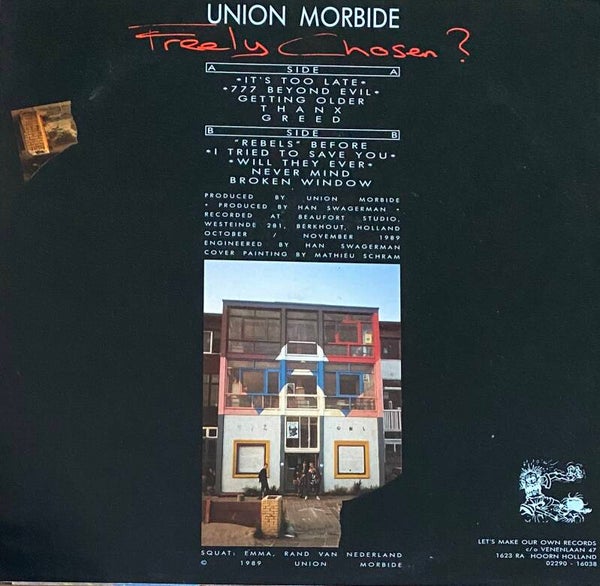 UNION MORBIDE
Freely Chosen?
A SIDE A
•IT'S TOO LATE•
•777 BEYOND EVIL•
GETTING OLDER
THANX
GREED
B SIDE B
"REBELS" BEFORE
•I TRIED TO SAVE YOU•
•WILL THEY EVER•
NEVER MIND
BROKEN WINDOW
PRODUCED BY UNION MORBIDE
• PRODUCED BY HAN SWAGERMAN •
RECORDED AT BEAUFORT STUDIO,
WESTEINDE 281, BERKHOUT, HOLLAND
OCTOBER / NOVEMBER 1989
ENGINEERED BY HAN SWAGERMAN
COVER PAINTING BY MATHIEU SCHRAM
SQUAT: EMMA, RAND VAN NEDERLAND
© 1989 UNION MORBIDE
LET'S MAKE OUR OWN RECORDS
c/o VENENLAAN 47
1623 RA HOORN HOLLAND
02290 - 16038